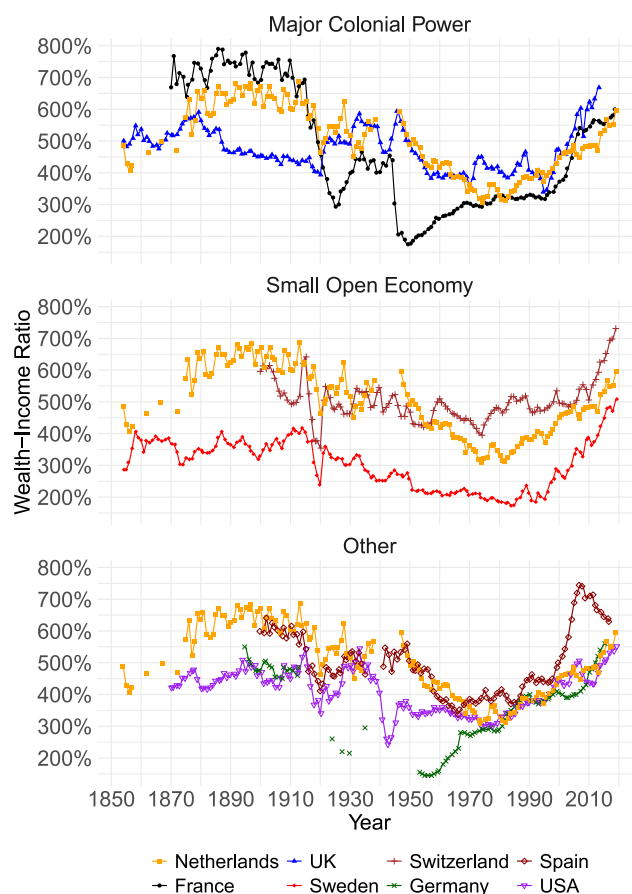 Major Colonial Power
800%
700%
600%
500%
400%
300%
200%
Small Open Economy
800%
700%
600%
500%
400%
300%
200%
Wealth−Income Ratio
Other
800%
700%
600%
500%
400%
300%
200%
1850 1870 1890 1910 1930 1950 1970 1990 2010
Year
Netherlands UK Switzerland Spain
France Sweden Germany USA